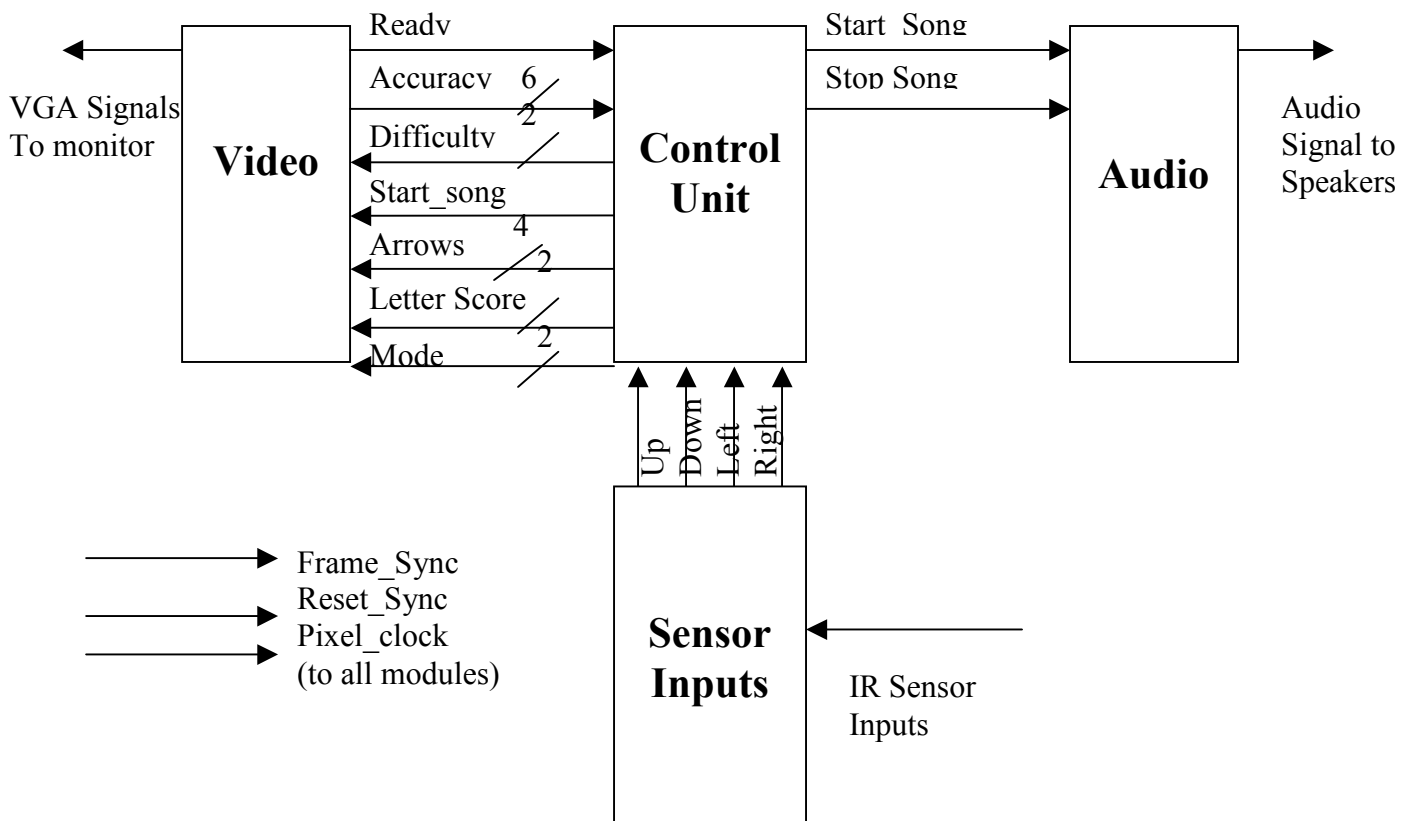 Ready
Accuracy
6
2
Difficulty
Start_song
4
Arrows
2
Letter Score
2
Mode
VGA Signals
To monitor
Video
Control
Unit
Start_Song
Stop Song
Audio
Audio
Signal to
Speakers
Up
Down
Left
Right
Frame_Sync
Reset_Sync
Pixel_clock
(to all modules)
Sensor
Inputs
IR Sensor
Inputs